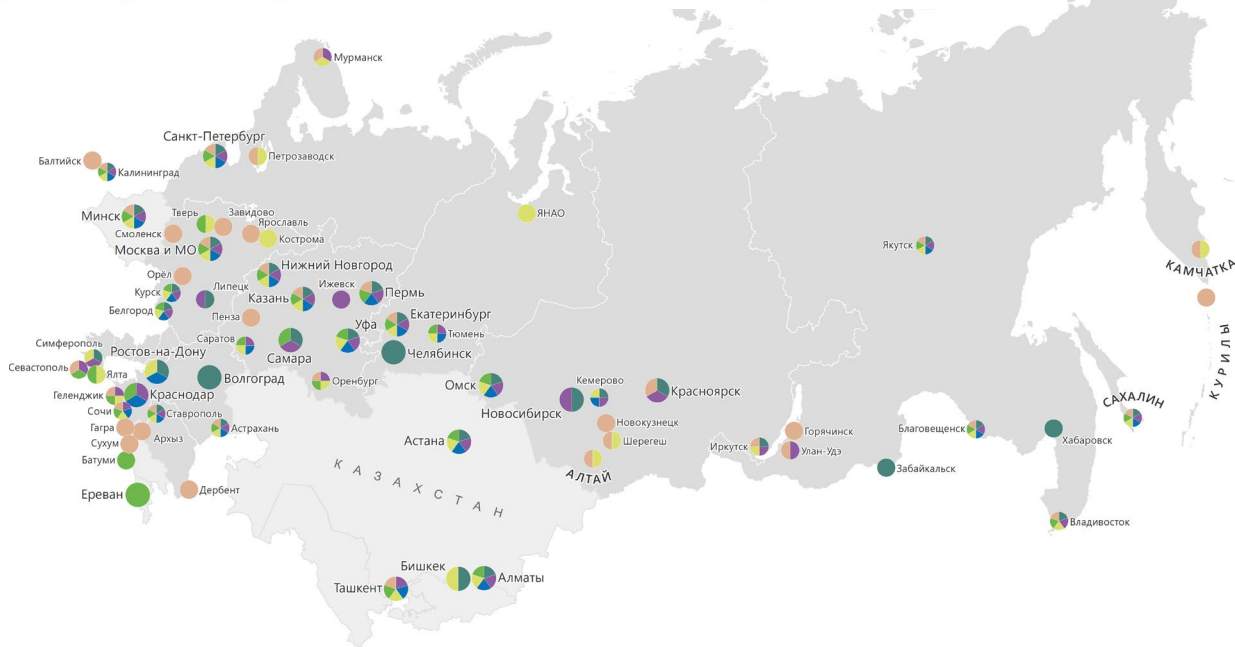 Мурманск
Санкт-Петербург
Петрозаводск
Балтийск
Калининград
Минск
Тверь
Завидово
Ярославль
Смоленск
Кострома
Москва и МО
ЯНАО
Якутск
КАМЧАТКА
Нижний Новгород
Орёл
Липецк
Ижевск
Курск
Казань
Пермь
Белгород
Пенза
Екатеринбург
Уфа
Тюмень
Саратов
Самара
Челябинск
Симферополь
Ростов-на-Дону
Севастополь
Ялта
Волгоград
Оренбург
Омск
Кемерово
Красноярск
Новосибирск
КУРИЛЫ
САХАЛИН
Геленджик
Краснодар
Сочи
Ставрополь
Гагра
Астрахань
Архыз
Сухум
Батуми
Астана
Новокузнецк
Шерегеш
АЛТАЙ
Горячинск
Иркутск
Улан-Удэ
Благовещенск
Хабаровск
Забайкальск
КАЗАХСТАН
Ереван
Дербент
Владивосток
Бишкек
Алматы
Ташкент